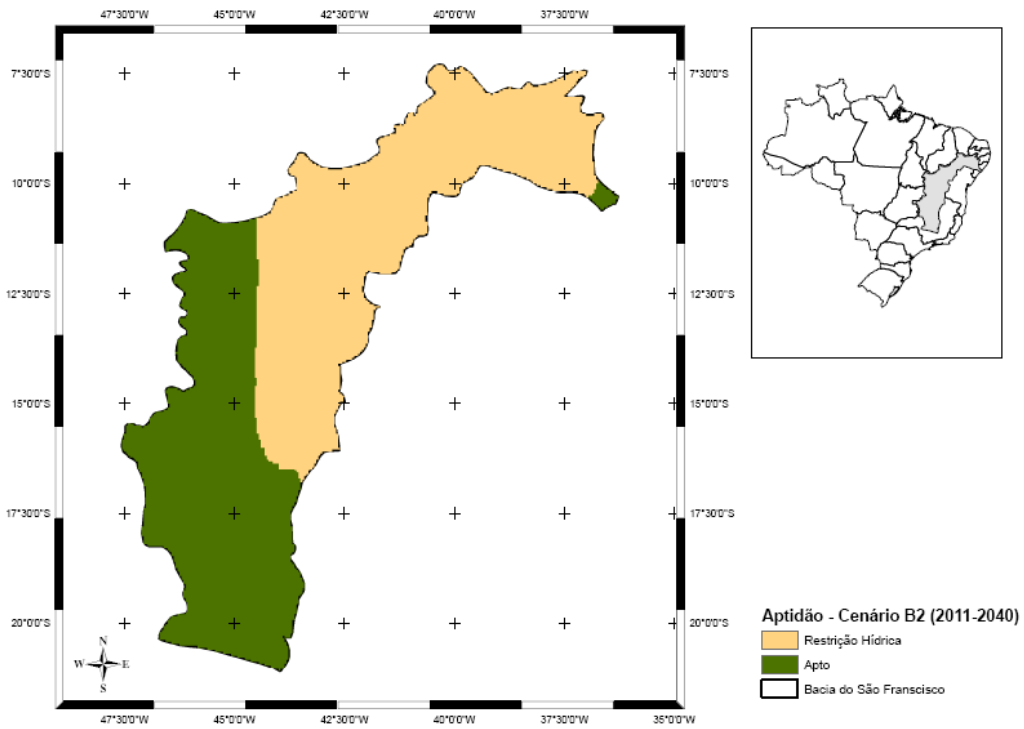 47°30'0"W 45°0'0"W 42°30'0"W 40°0'0"W 37°30'0"W
7°30'0"S 7°30'0"S
10°0'0"S 10°0'0"S
12°30'0"S 12°30'0"S
15°0'0"S 15°0'0"S
17°30'0"S 17°30'0"S
20°0'0"S 20°0'0"S
N
W E
S
47°30'0"W 45°0'0"W 42°30'0"W 40°0'0"W 37°30'0"W 35°0'0"W
Aptidão - Cenário B2 (2011-2040)
Restrição Hídrica
Apto
Bacia do São Franscisco